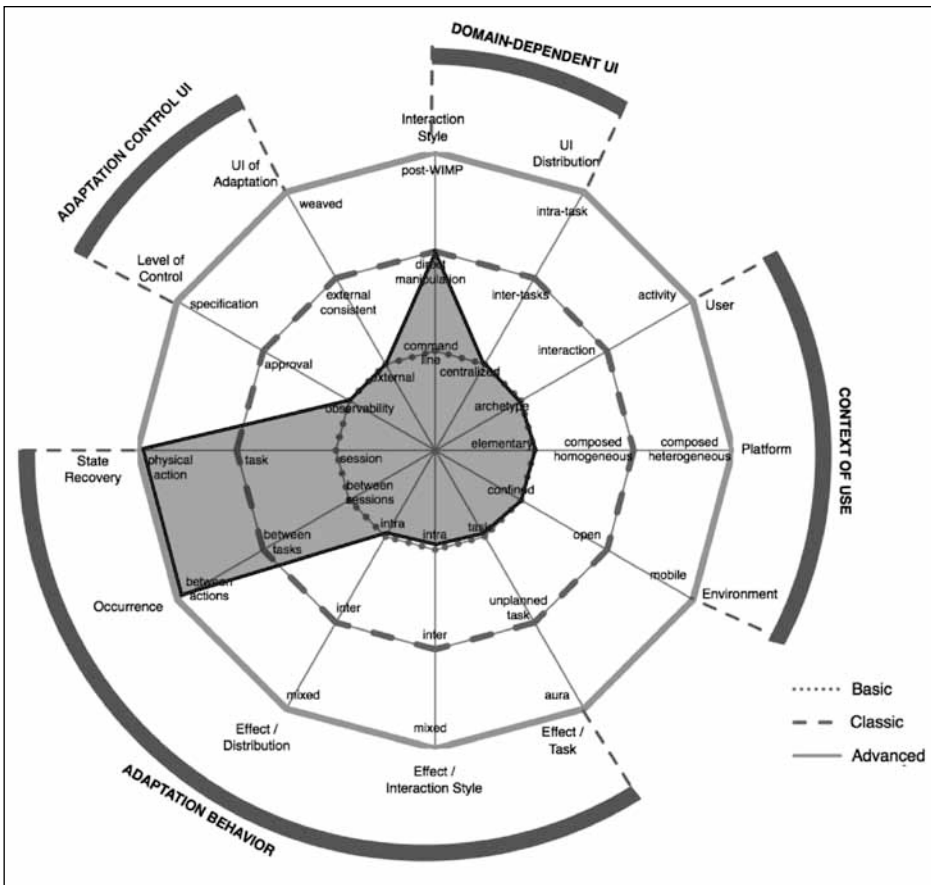 DOMAIN-DEPENDENT UI
ADAPTATION CONTROL UI
Interaction
Style
UI
Distribution
UI of
Adaptation
post-WIMP
weaved
intra-task
Level of
Control
specification
direct
manipulation
external
consistent
inter-tasks
activity
User
approval
command
line
interaction
external
centralized
observability
archetype
State
Recovery
physical
action
task
session
elementary
composed
homogeneous
composed
heterogeneous
Platform
CONTEXT OF USE
between
sessions
confined
between
tasks
intra
intra
task
open
between
actions
mobile
Occurrence
Environment
inter
inter
unplanned
task
mixed
mixed
aura
Effect /
Distribution
Effect /
Interaction Style
Effect /
Task
ADAPTATION BEHAVIOR
Basic
Classic
Advanced